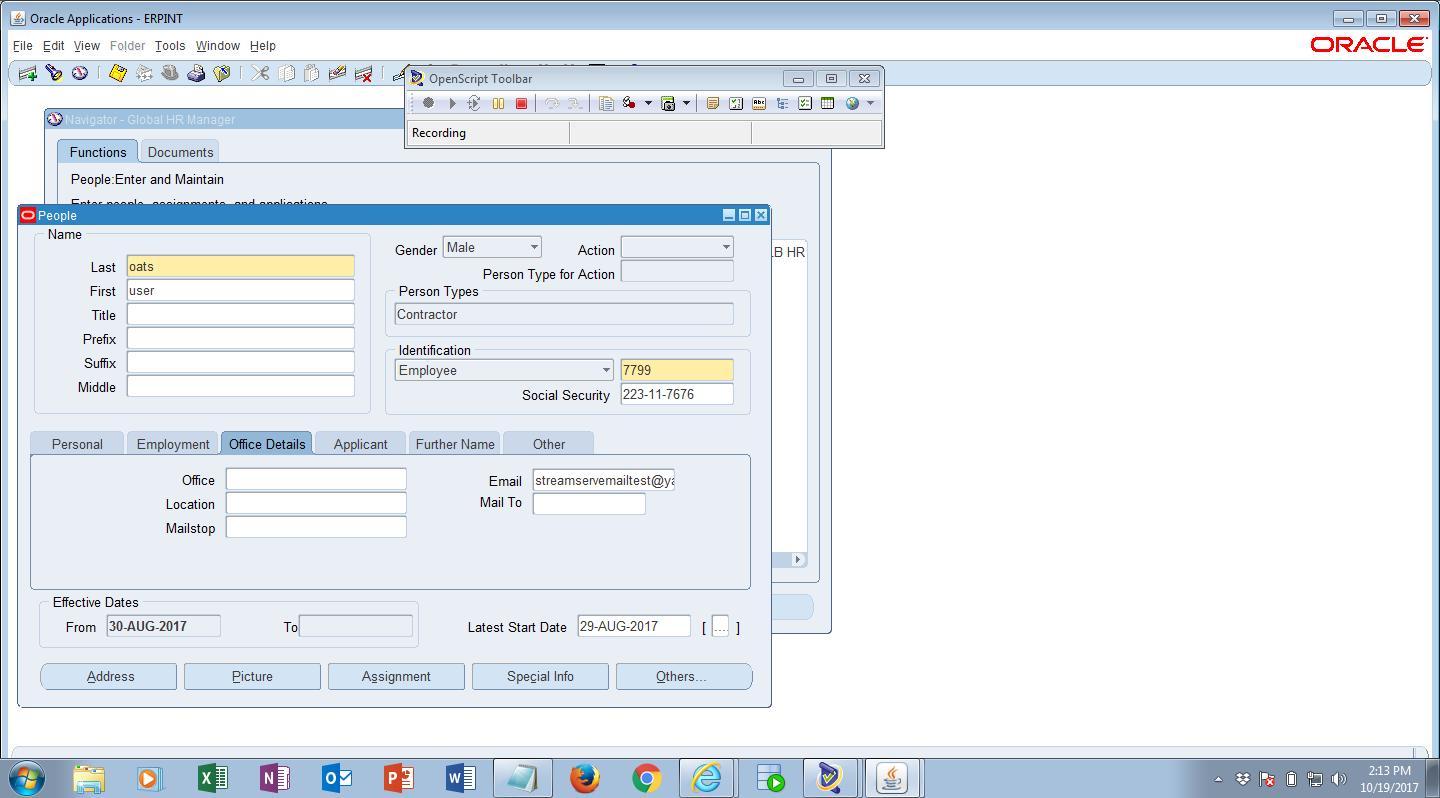 Oracle Applications - ERPINT
File Edit View Folder Tools Window Help
ORACLE
OpenScript Toolbar
Recording
Navigator - Global HR Manager
Functions Documents
People:Enter and Maintain
Enter people, assignments, and applications
LB HR
People
Name
Last oats
First user
Title
Prefix
Suffix
Middle
Gender Male Action
Person Type for Action
Person Types
Contractor
Identification
Employee 7799
Social Security 223-11-7676
Personal Employment Office Details Applicant Further Name Other
Office
Location
Mailstop
Email streamservemailtest@ya
Mail To
Effective Dates
From 30-AUG-2017 To
Latest Start Date 29-AUG-2017 [ .... ]
Address Picture Assignment Special Info Others...
2:13 PM
10/19/2017